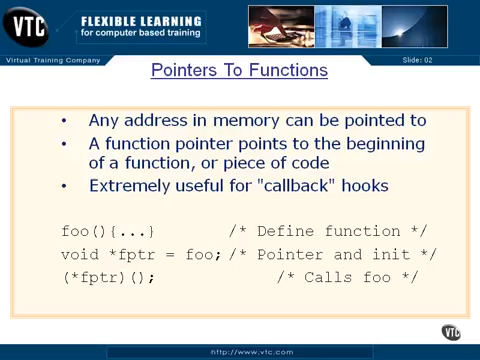 VTC
FLEXIBLE LEARNING
for computer based training
Virtual Training Company
Slide: 02
Pointers To Functions
• Any address in memory can be pointed to
• A function pointer points to the beginning
of a function, or piece of code
• Extremely useful for "callback" hooks
foo(){...} /* Define function */
void *fptr = foo; /* Pointer and init */
(*fptr)(); /* Calls foo */
VTC
http://www.vtc.com